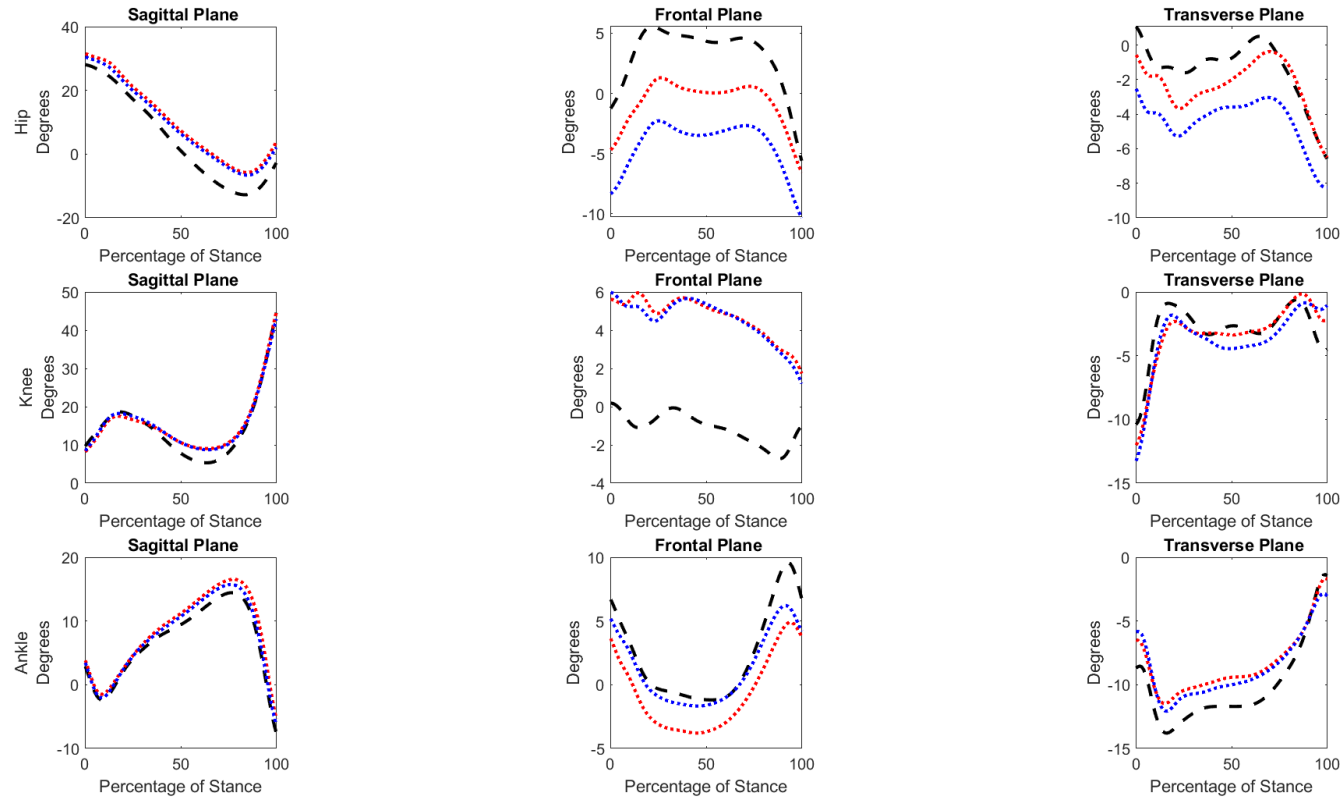 Sagittal Plane
Frontal Plane
Transverse Plane
Hip
Degrees
40
20
0
-20
0
50
100
Percentage of Stance
Degrees
5
0
-5
-10
0
50
100
Percentage of Stance
Degrees
0
-2
-4
-6
-8
-10
0
50
100
Percentage of Stance
Sagittal Plane
Frontal Plane
Transverse Plane
Knee
Degrees
50
40
30
20
10
0
0
50
100
Percentage of Stance
Degrees
6
4
2
0
-2
-4
0
50
100
Percentage of Stance
Degrees
0
-5
-10
-15
0
50
100
Percentage of Stance
Sagittal Plane
Frontal Plane
Transverse Plane
Ankle
Degrees
20
10
0
-10
0
50
100
Percentage of Stance
Degrees
10
5
0
-5
0
50
100
Percentage of Stance
Degrees
0
-5
-10
-15
0
50
100
Percentage of Stance